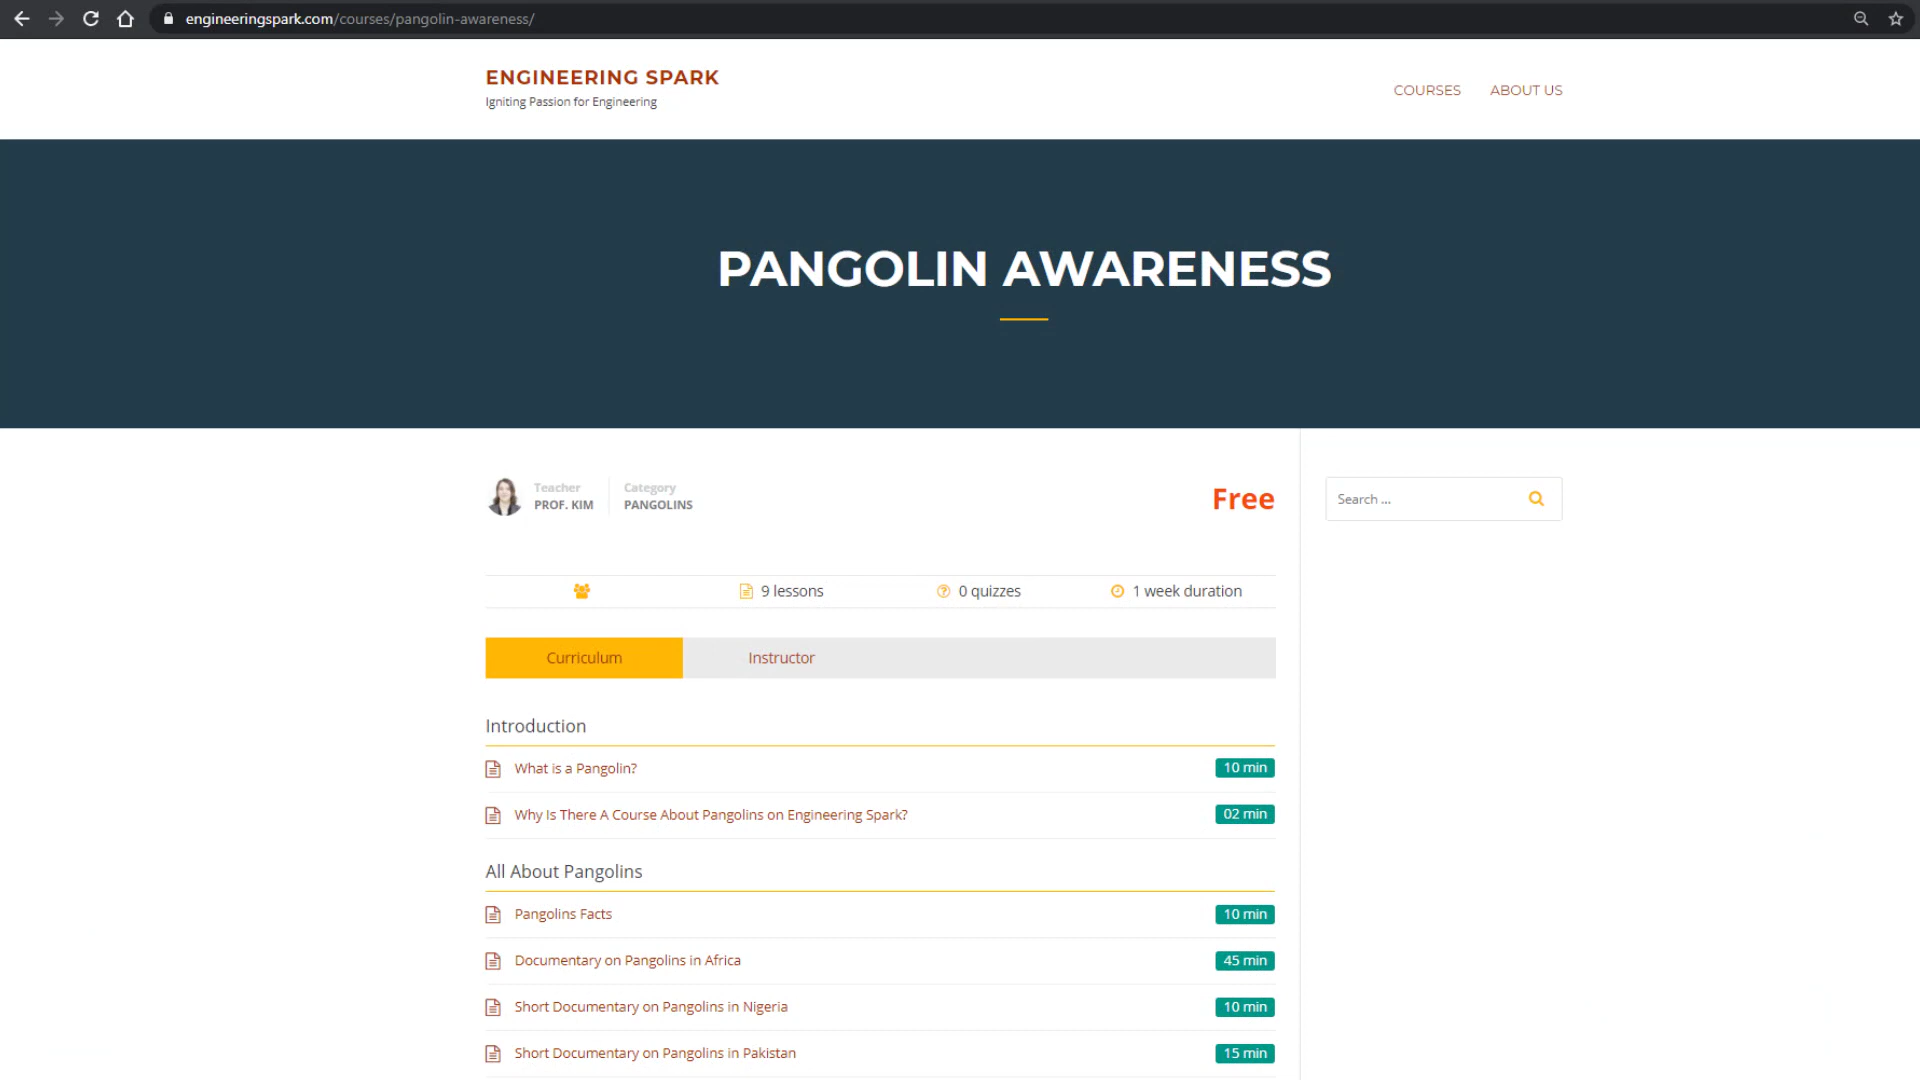 engineeringspark.com/courses/pangolin-awareness/
ENGINEERING SPARK
Igniting Passion for Engineering
COURSES
ABOUT US
PANGOLIN AWARENESS
Teacher
PROF. KIM
Category
PANGOLINS
Free
Search ...
9 lessons
0 quizzes
1 week duration
Curriculum
Instructor
Introduction
What is a Pangolin?
10 min
Why Is There A Course About Pangolins on Engineering Spark?
02 min
All About Pangolins
Pangolins Facts
10 min
Documentary on Pangolins in Africa
45 min
Short Documentary on Pangolins in Nigeria
10 min
Short Documentary on Pangolins in Pakistan
15 min